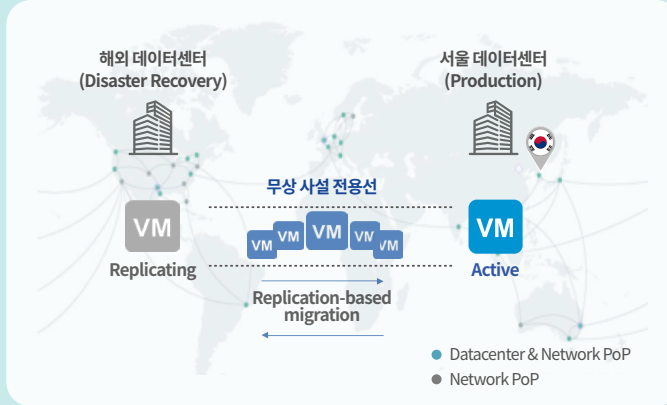 해외 데이터센터
(Disaster Recovery)
서울 데이터센터
(Production)
무상 사설 전용선
VM
VM
VM
VM
VM
VM
VM
Replicating
Active
Replication-based
migration
Datacenter & Network PoP
Network PoP